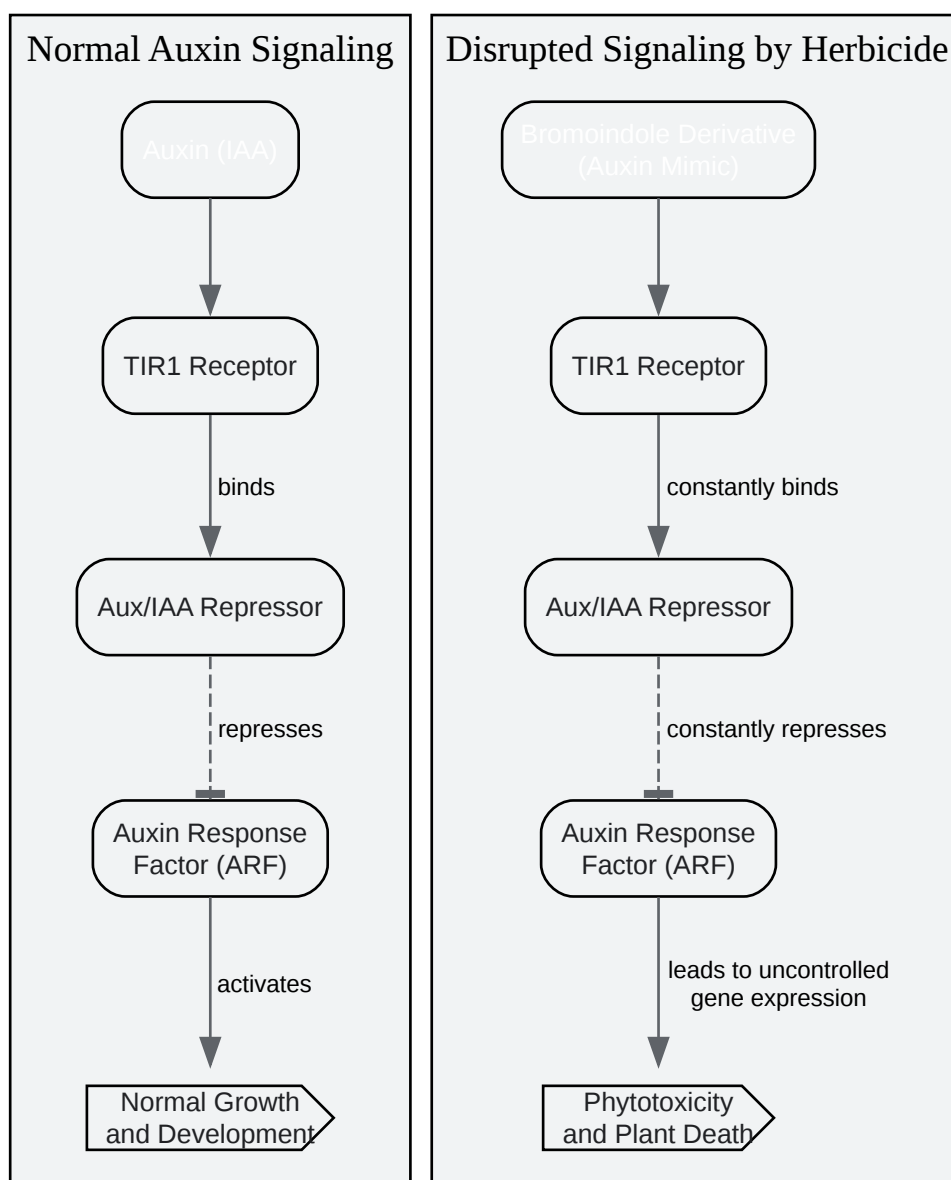 Normal Auxin Signaling
Auxin (IAA)
TIR1 Receptor
binds
Aux/IAA Repressor
represses
Auxin Response
Factor (ARF)
activates
Normal Growth
and Development
Disrupted Signaling by Herbicide
Bromoindole Derivative
(Auxin Mimic)
TIR1 Receptor
constantly binds
Aux/IAA Repressor
constantly represses
Auxin Response
Factor (ARF)
leads to uncontrolled
gene expression
Phytotoxicity
and Plant Death